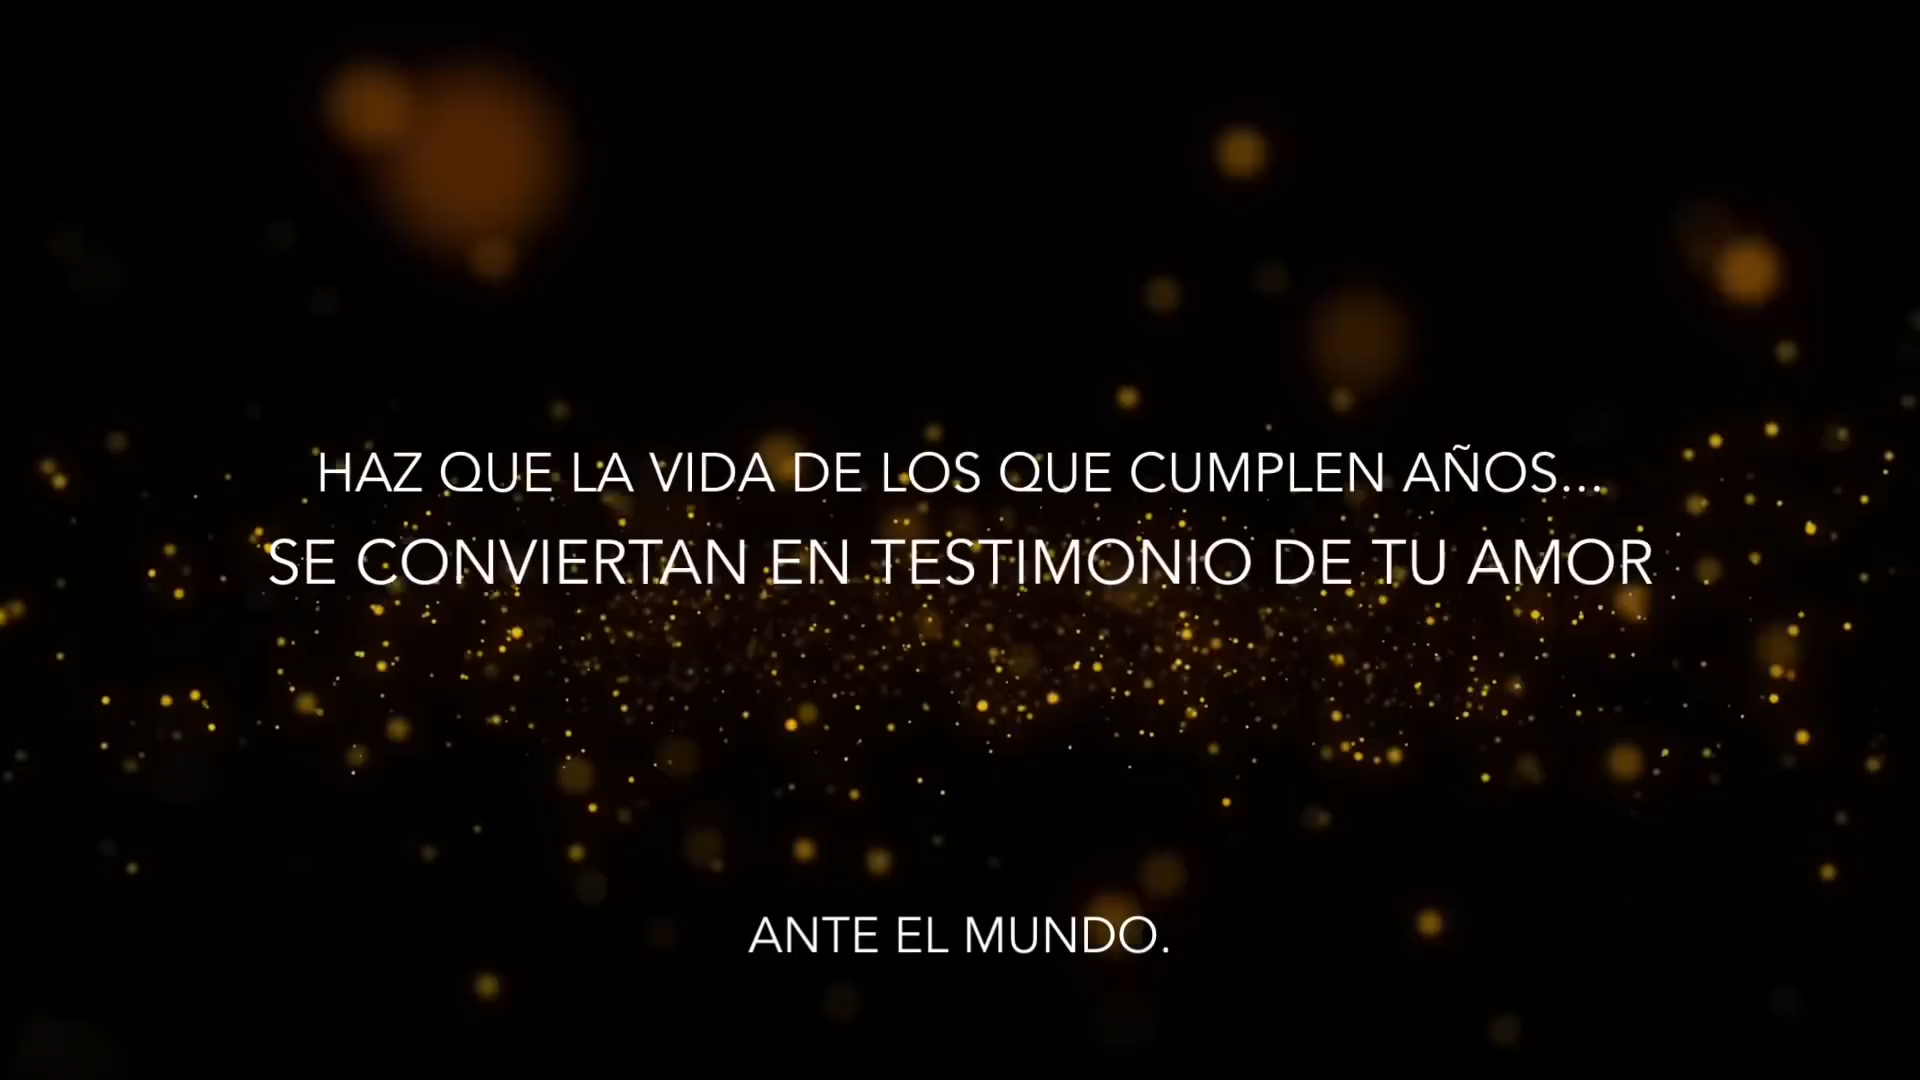 HAZ QUE LA VIDA DE LOS QUE CUMPLEN AÑOS...
SE CONVIERTAN EN TESTIMONIO DE TU AMOR
ANTE EL MUNDO.